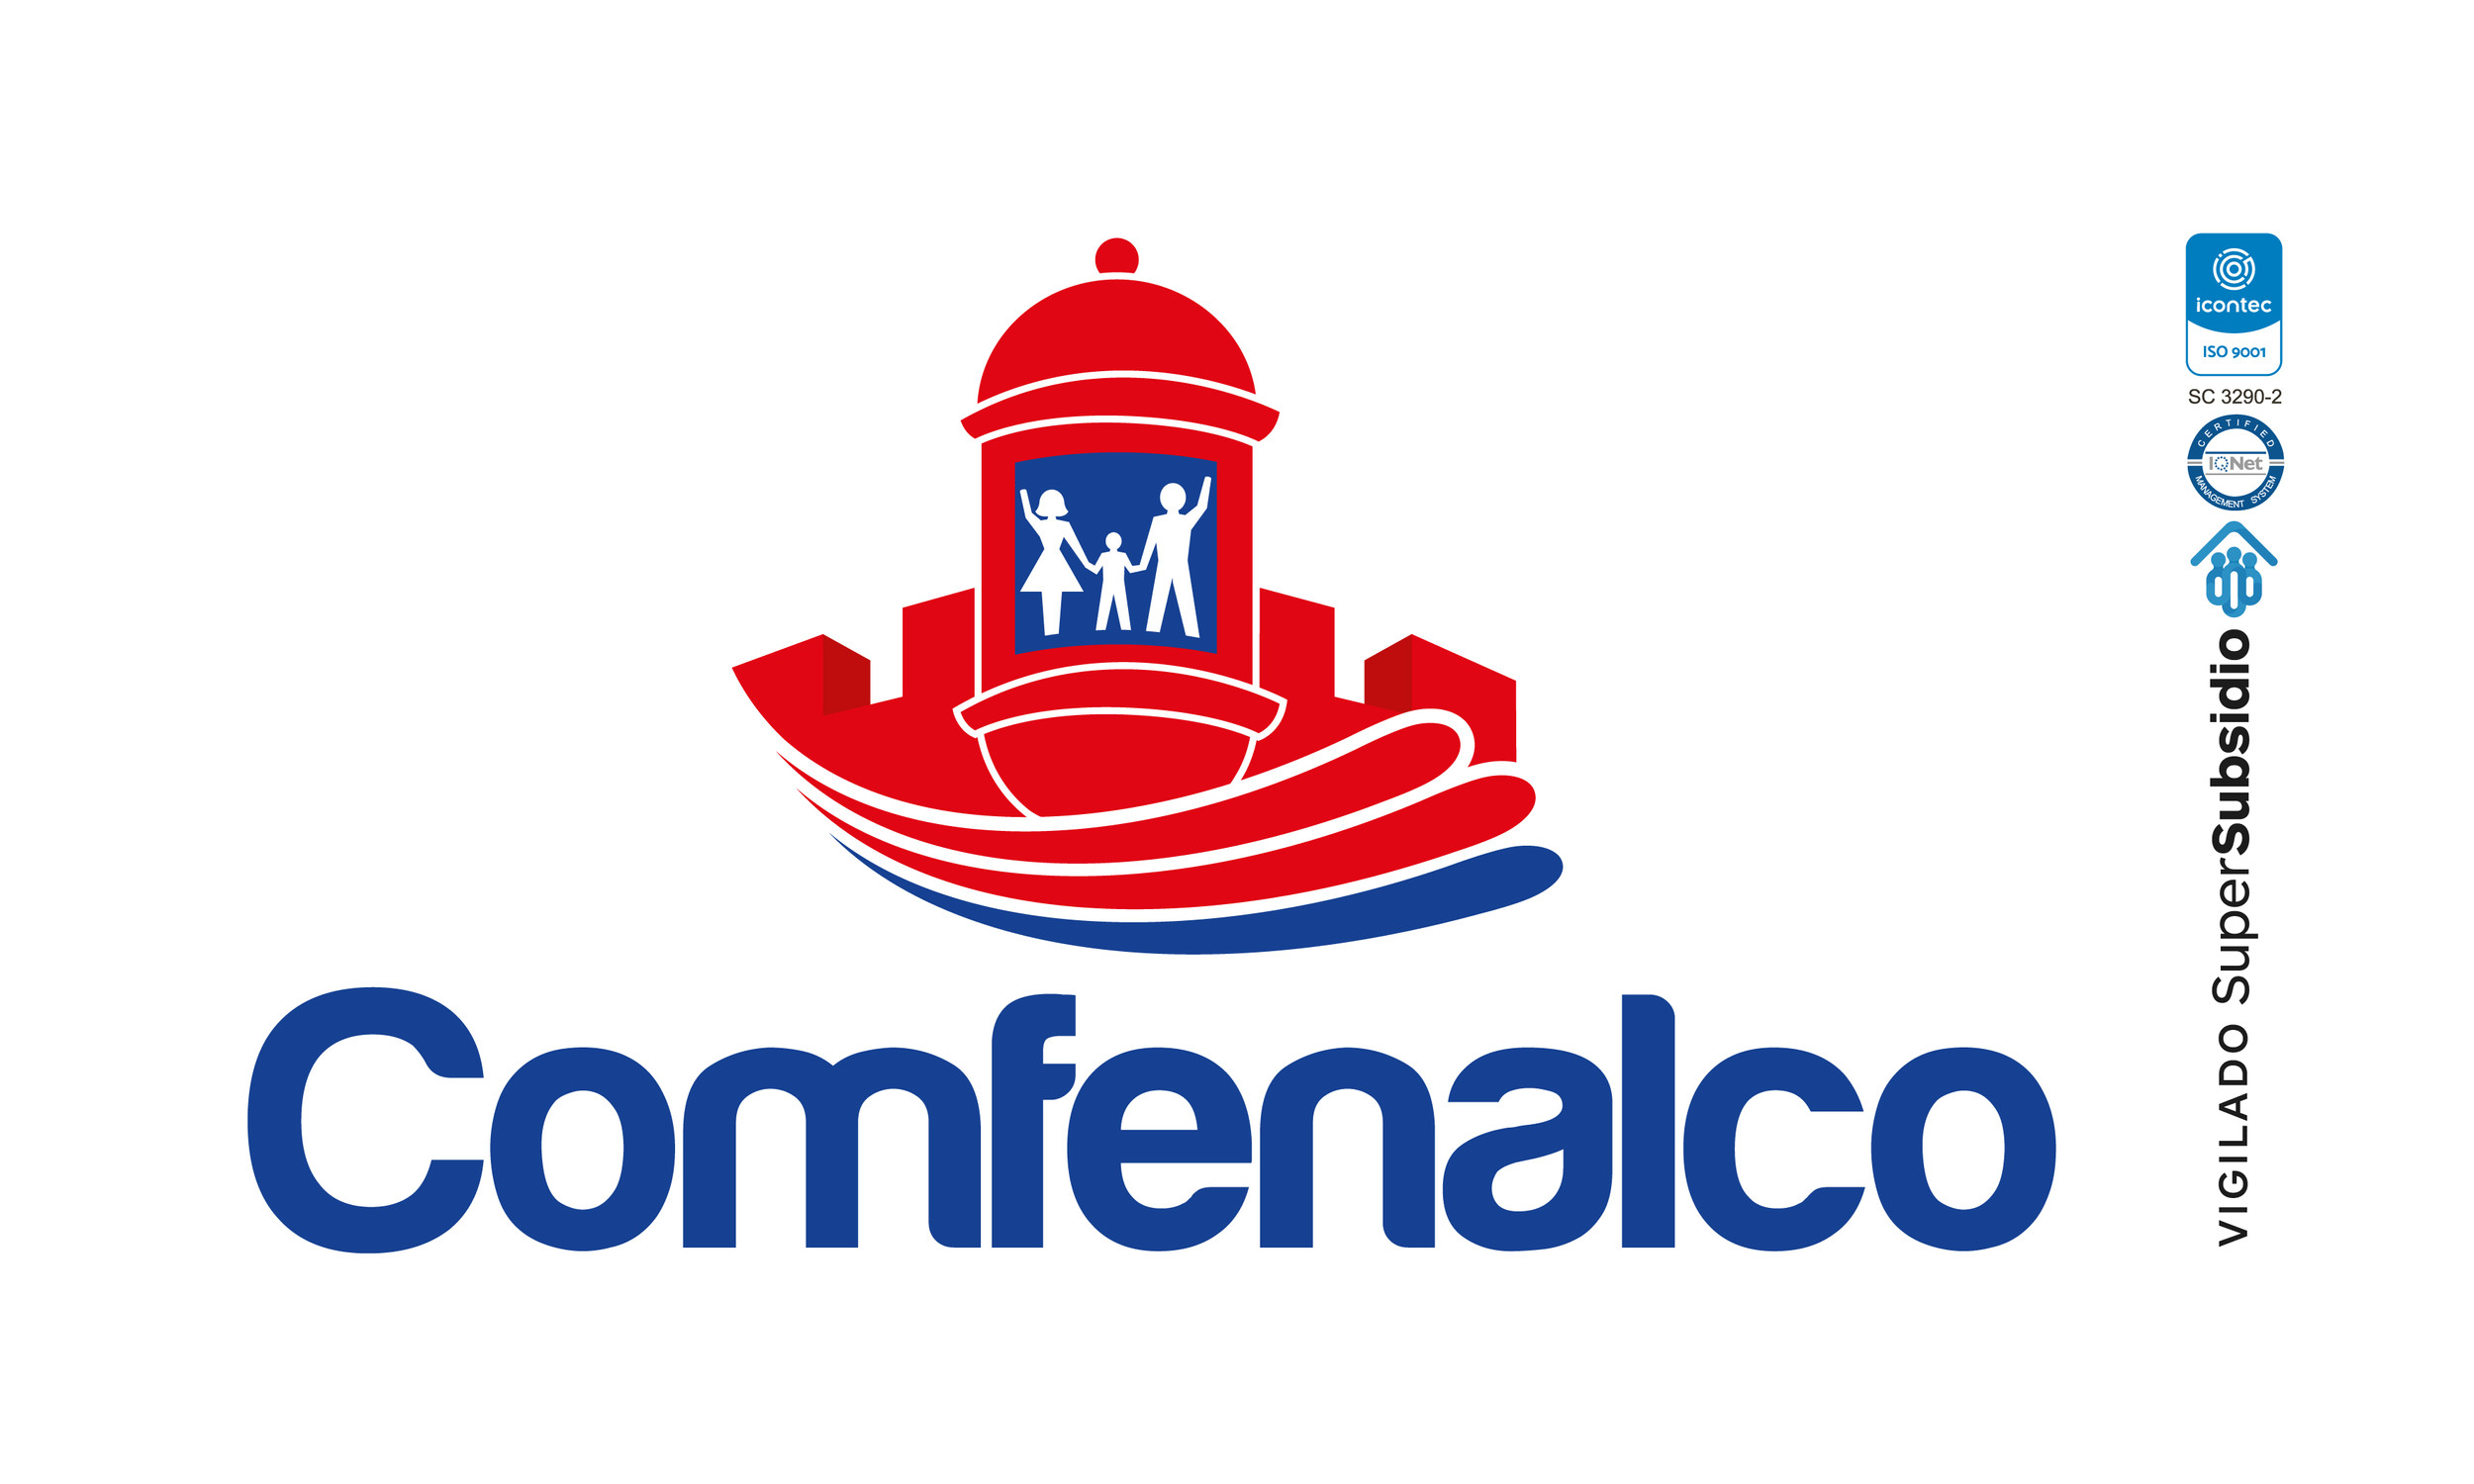 Comfenalco
icontec
ISO 9001
SC 3290-2
CERTIFIED
IQNet
MANAGEMENT SYSTEM
VIGILADO SuperSubsidio